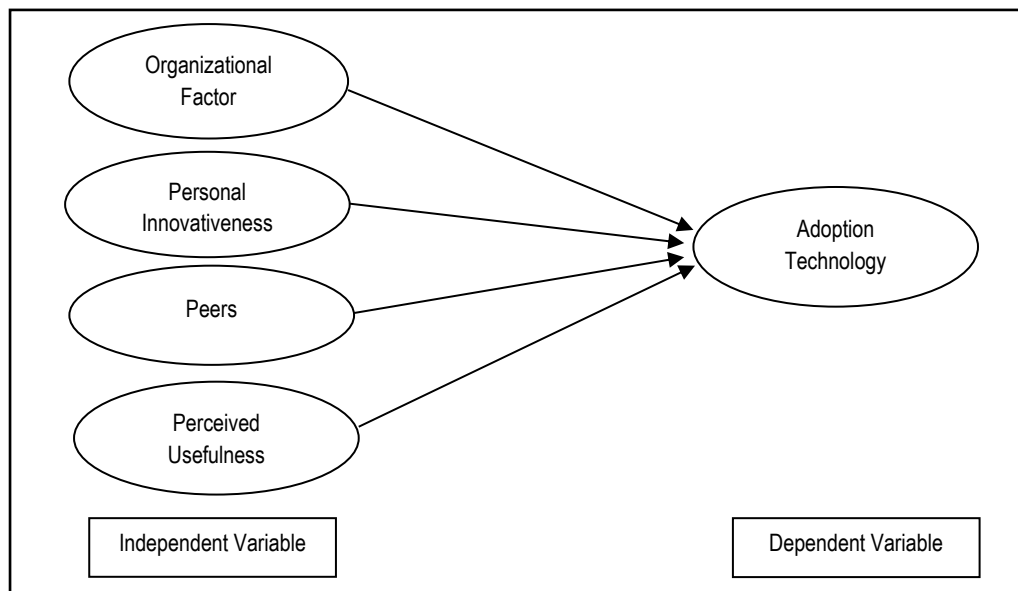 Organizational
Factor
Personal
Innovativeness
Adoption
Technology
Peers
Perceived
Usefulness
Independent Variable
Dependent Variable